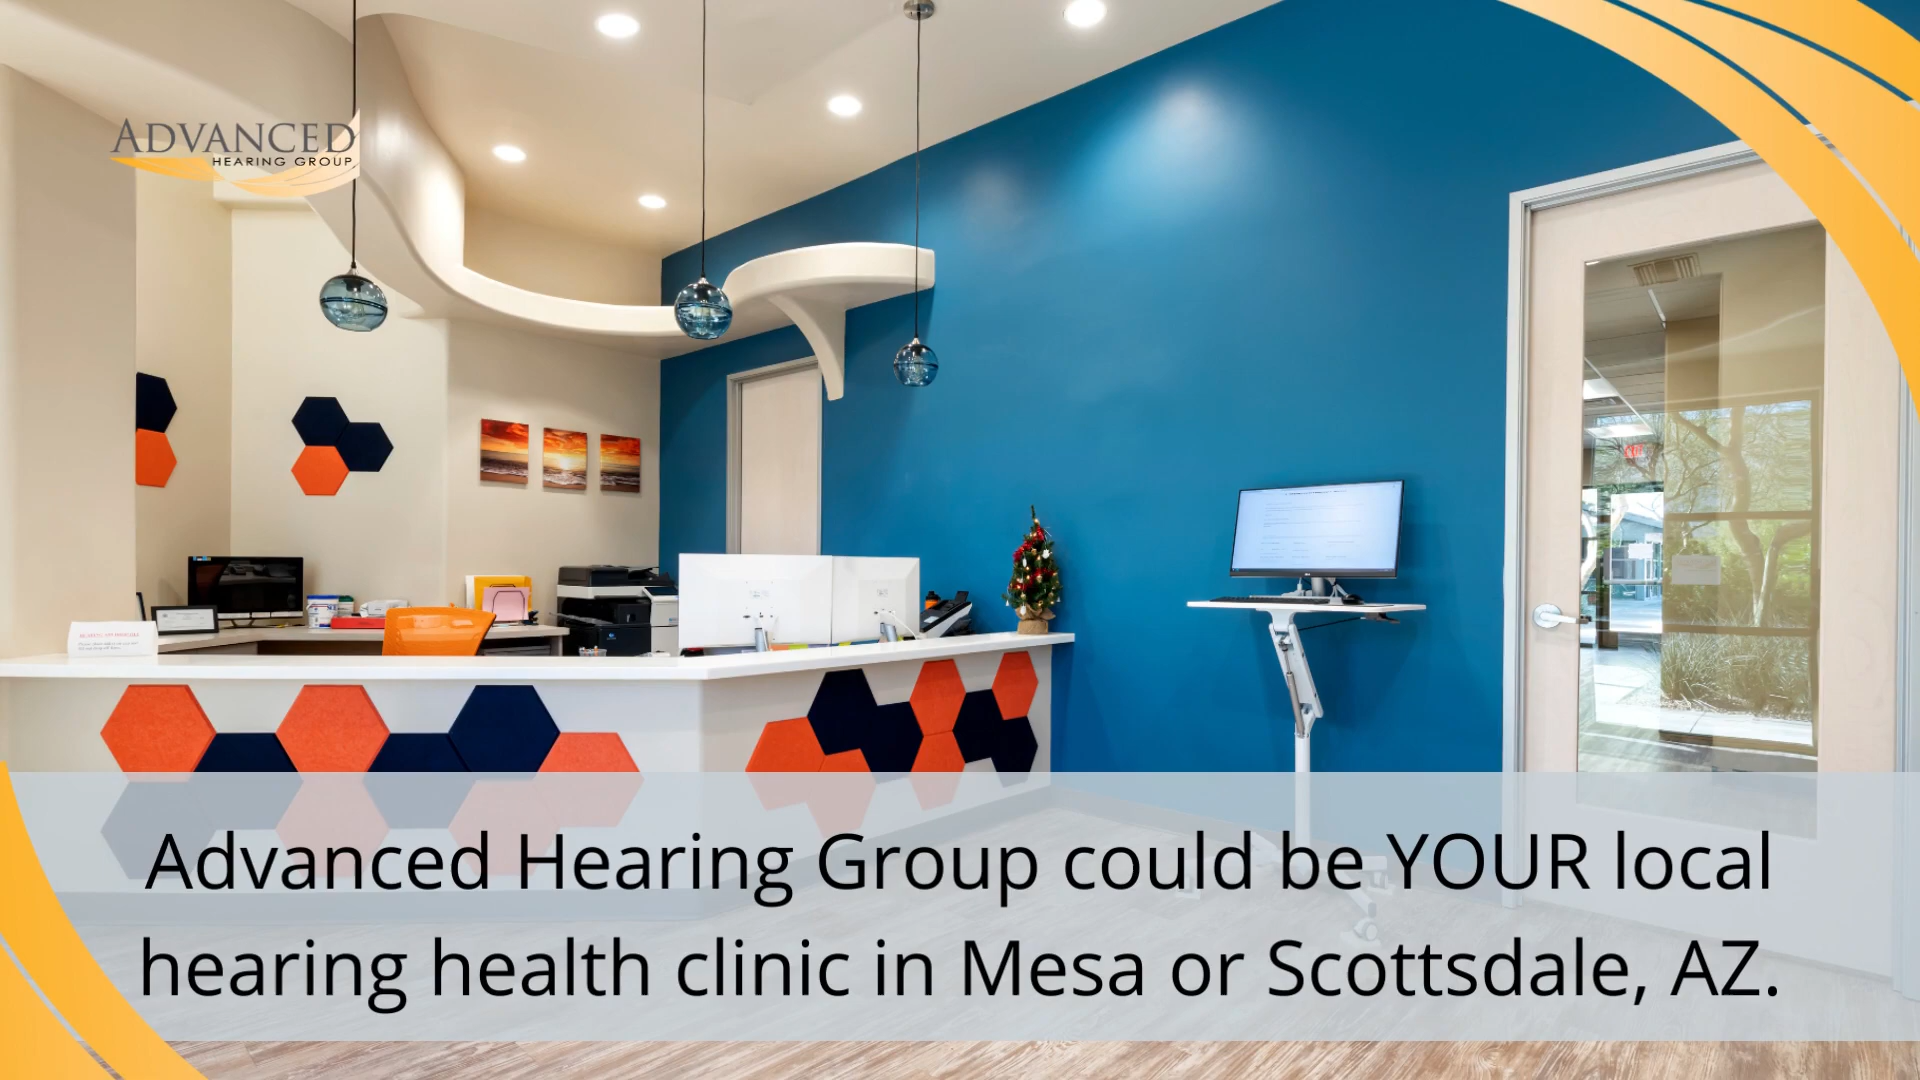 ADVANCED
HEARING GROUP
Advanced Hearing Group could be YOUR local
hearing health clinic in Mesa or Scottsdale, AZ.